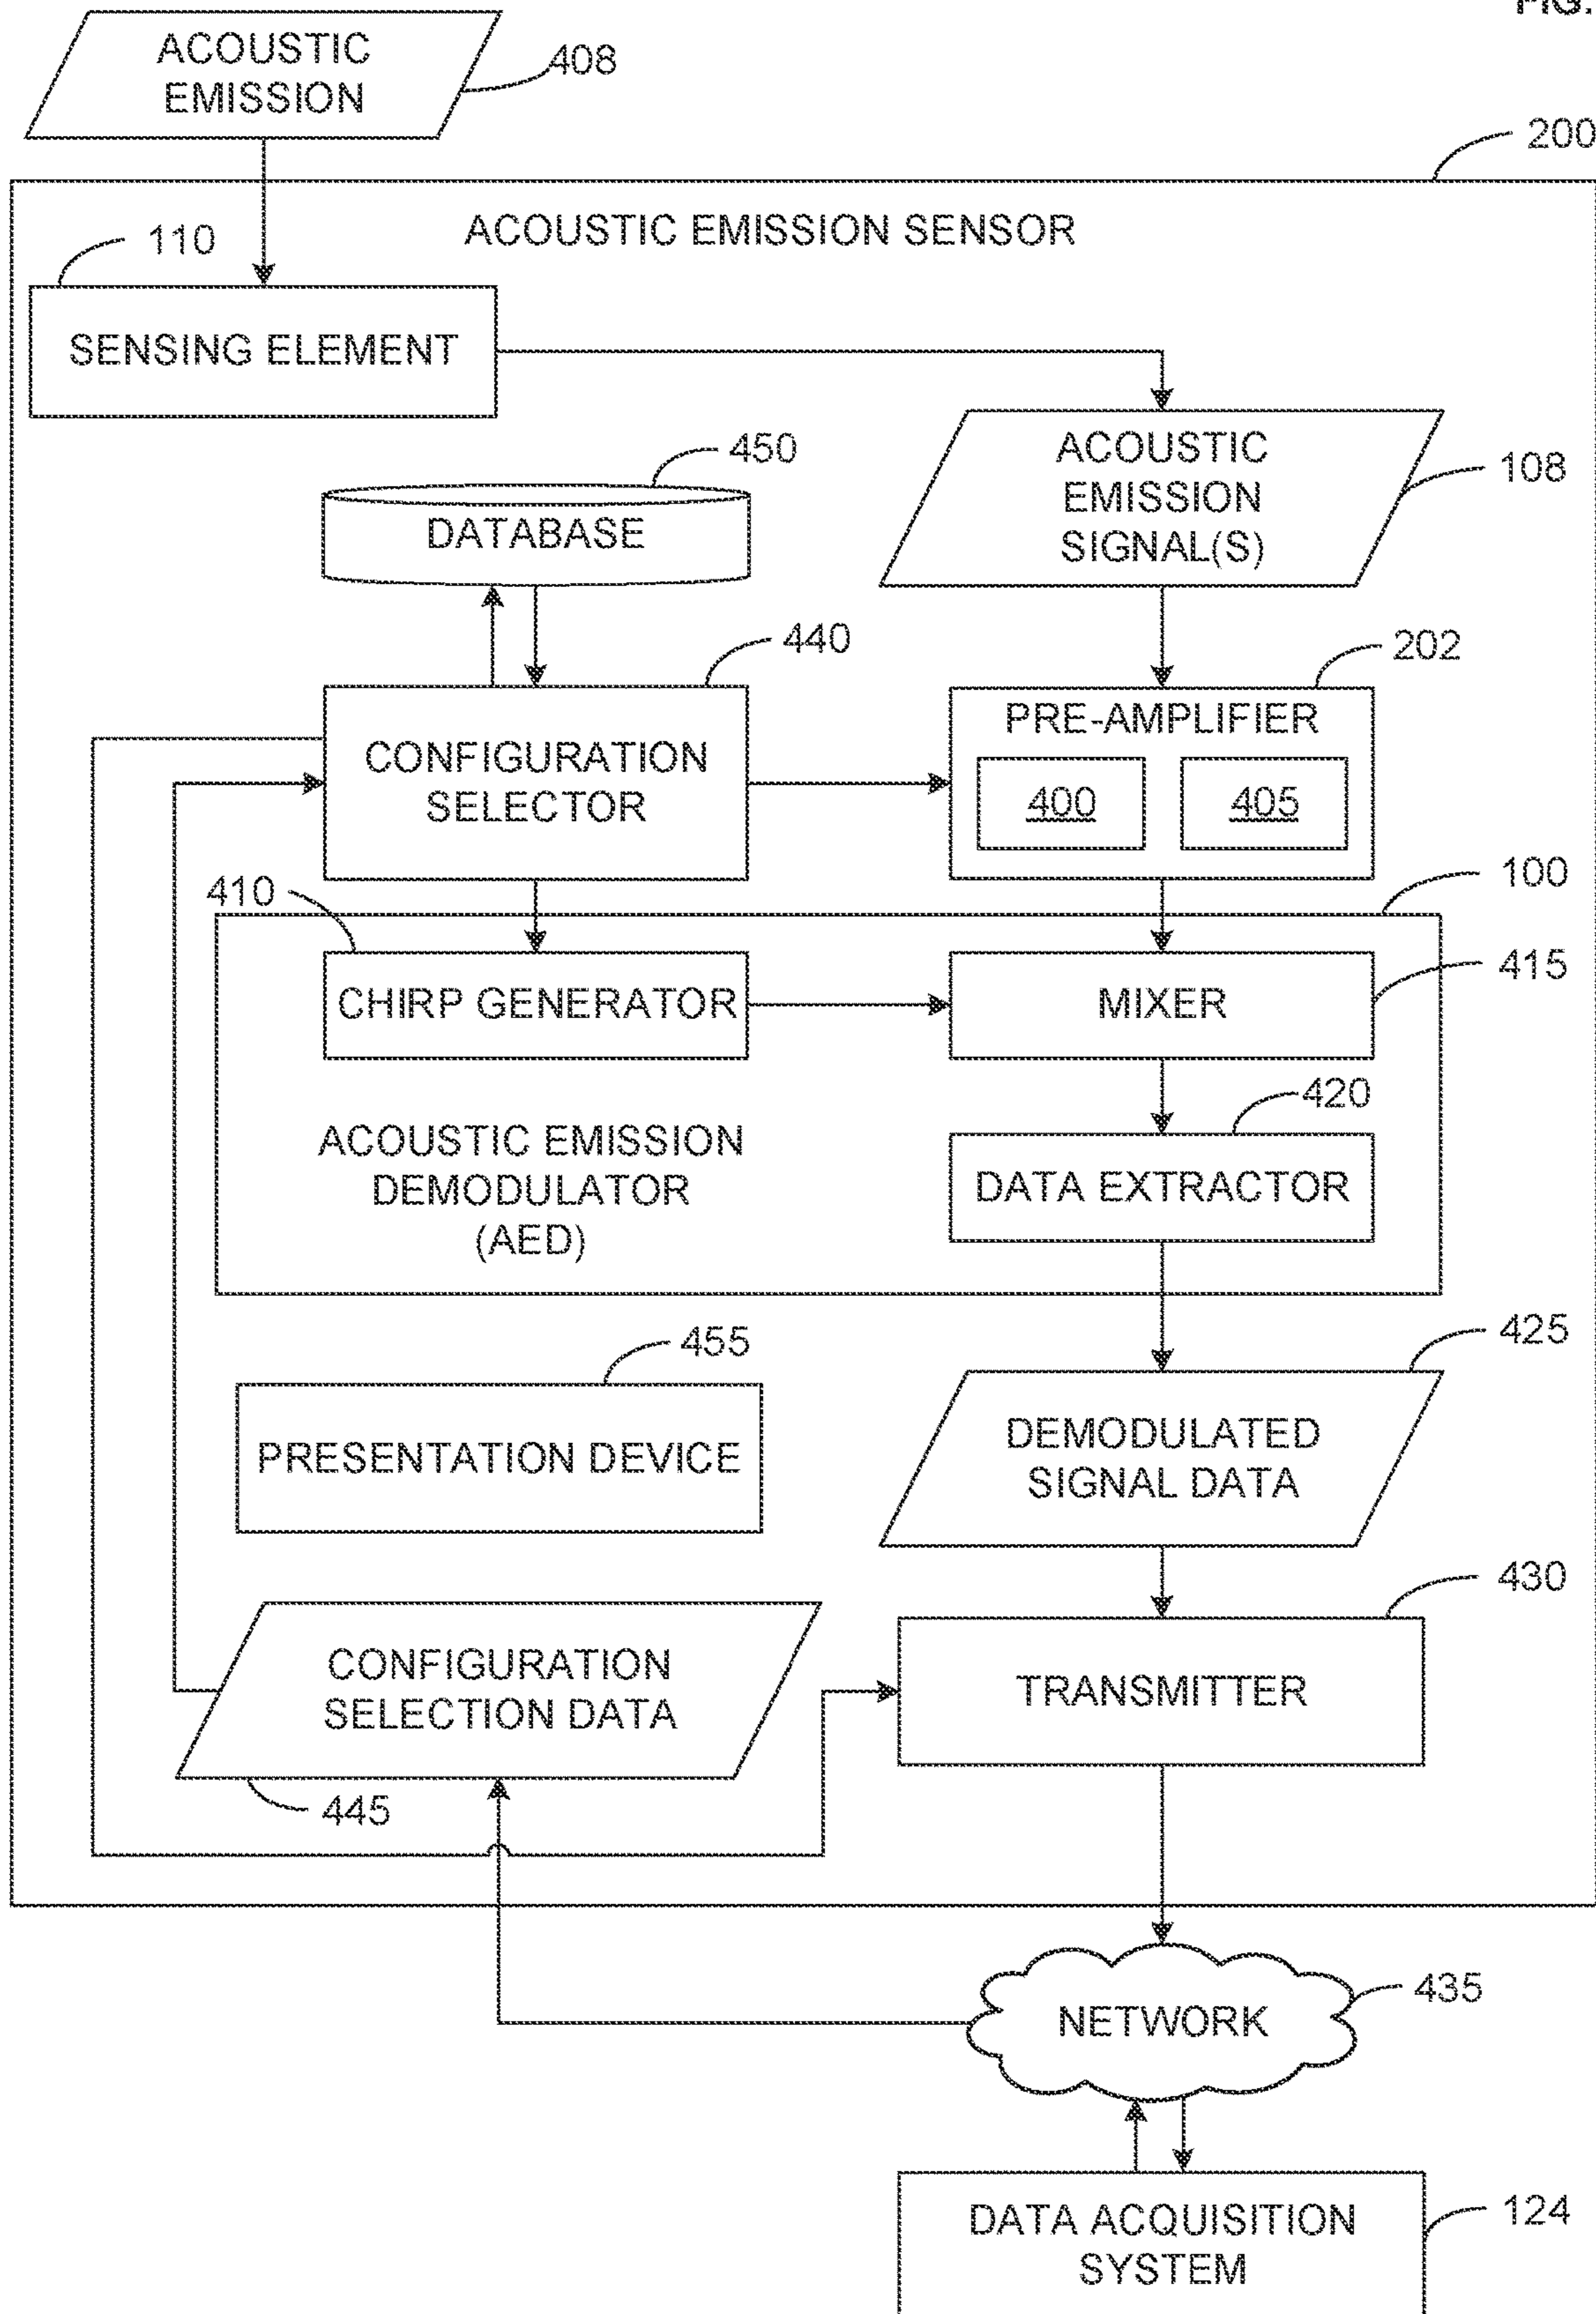 FIG.
ACOUSTIC
EMISSION
408
200
ACOUSTIC EMISSION SENSOR
110
SENSING ELEMENT
ACOUSTIC
EMISSION
SIGNAL(S)
108
450
DATABASE
440
202
CONFIGURATION
SELECTOR
PRE-AMPLIFIER
400
405
410
100
CHIRP GENERATOR
MIXER
415
420
ACOUSTIC EMISSION
DEMODULATOR
(AED)
DATA EXTRACTOR
455
425
PRESENTATION DEVICE
DEMODULATED
SIGNAL DATA
430
CONFIGURATION
SELECTION DATA
TRANSMITTER
445
NETWORK
435
DATA ACQUISITION
SYSTEM
124